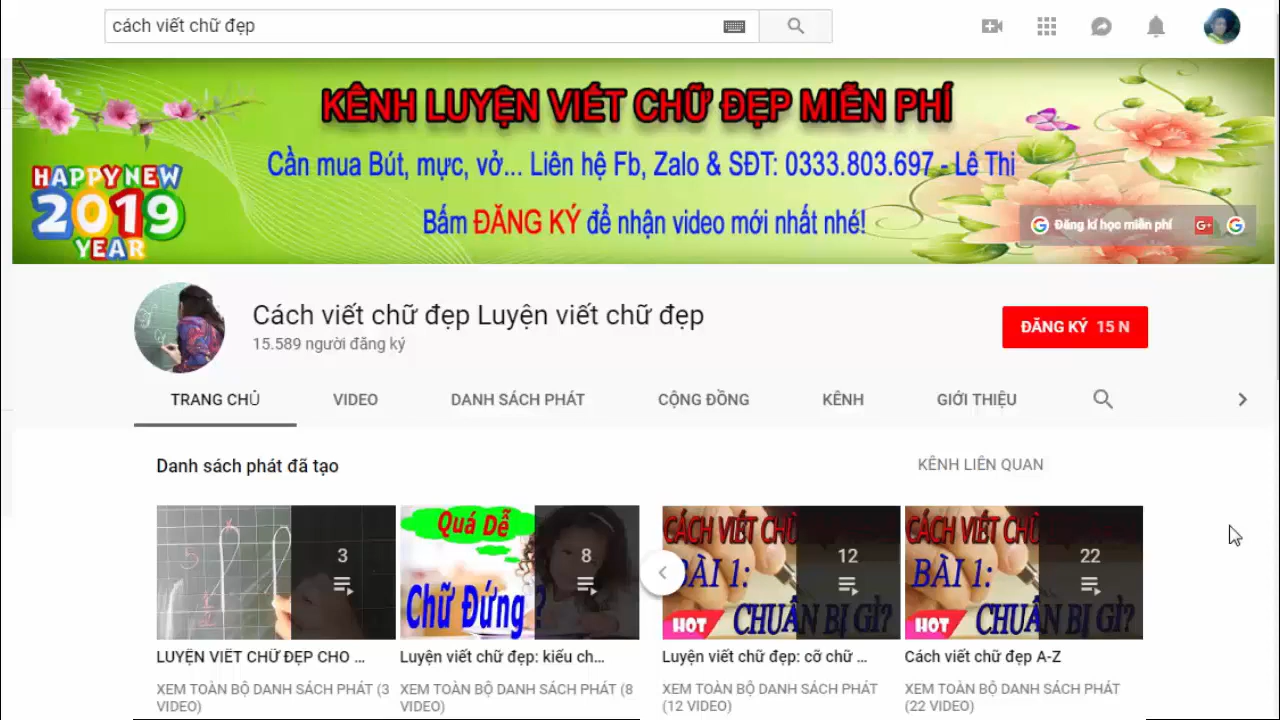 cách viết chữ đẹp
KÊNH LUYỆN VIẾT CHỮ ĐẸP MIỄN PHÍ
Cần mua Bút, mực, vở... Liên hệ Fb, Zalo & SĐT: 0333.803.697 - Lê Thi
HAPPY NEW
2019
YEAR
Bấm ĐĂNG KÝ để nhận video mới nhất nhé!
Đăng kí học miễn phí
Cách viết chữ đẹp Luyện viết chữ đẹp
15.589 người đăng ký
ĐĂNG KÝ 15 N
TRANG CHỦ VIDEO DANH SÁCH PHÁT CỘNG ĐỒNG KÊNH GIỚI THIỆU
Danh sách phát đã tạo
KÊNH LIÊN QUAN
5
3
Quá Dễ
Chữ Đứng ?
8
CÁCH VIẾT CHỮ
BÀI 1:
CHUẨN BỊ GÌ?
HOT
12
CÁCH VIẾT CHỮ
BÀI 1:
CHUẨN BỊ GÌ?
HOT
22
LUYỆN VIẾT CHỮ ĐẸP CHO ...
XEM TOÀN BỘ DANH SÁCH PHÁT (3
VIDEO)
Luyện viết chữ đẹp: kiểu ch...
XEM TOÀN BỘ DANH SÁCH PHÁT (8
VIDEO)
Luyện viết chữ đẹp: cỡ chữ ...
XEM TOÀN BỘ DANH SÁCH PHÁT
(12 VIDEO)
Cách viết chữ đẹp A-Z
XEM TOÀN BỘ DANH SÁCH PHÁT
(22 VIDEO)